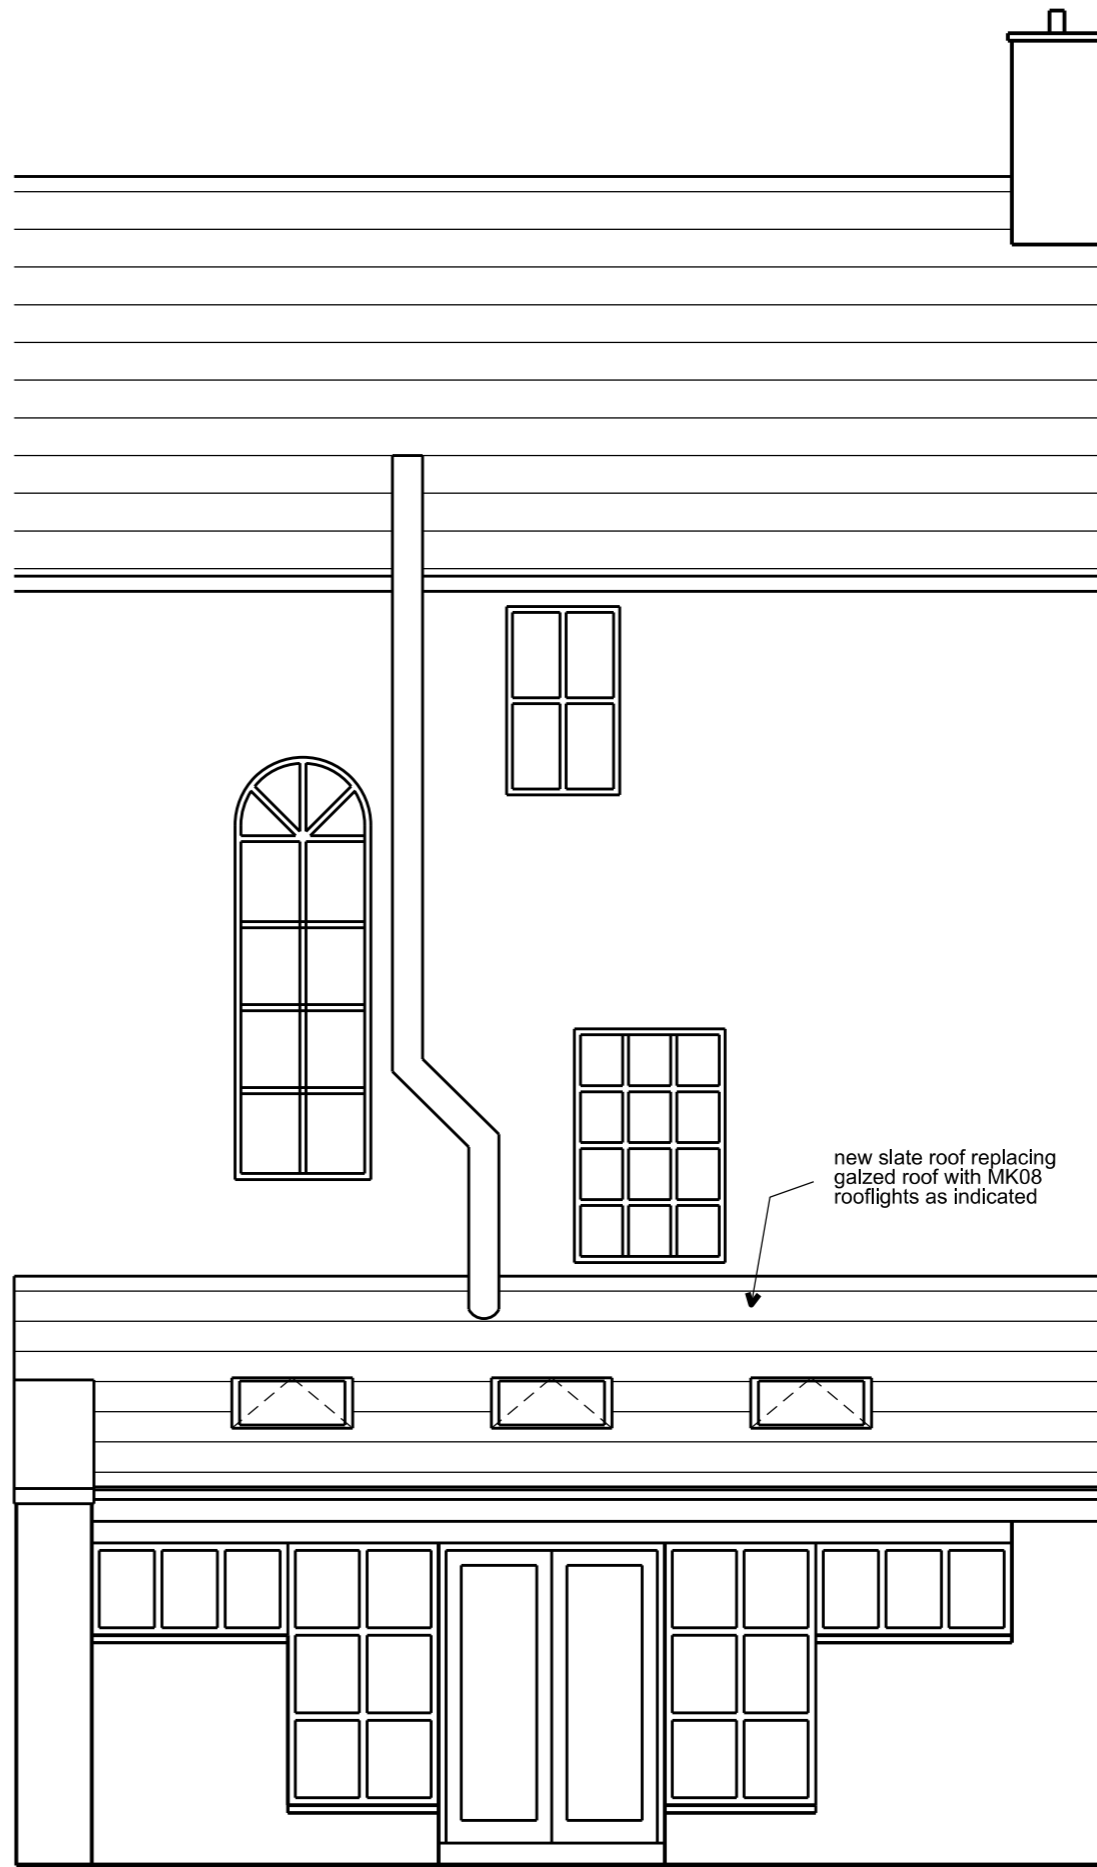 new slate roof replacing
galzed roof with MK08
rooflights as indicated